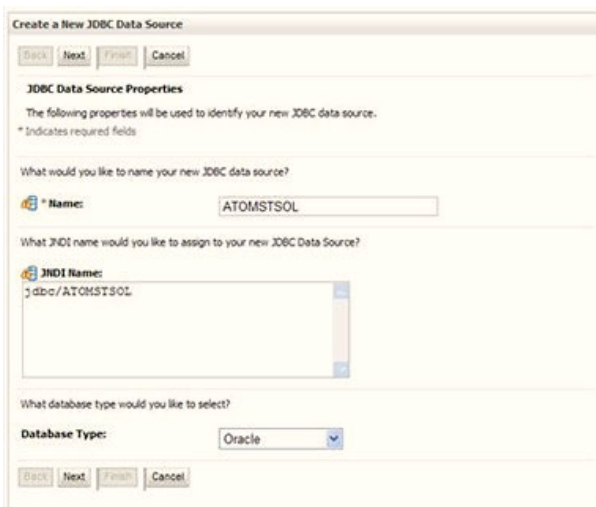 Create a New JDBC Data Source
Back Next Finish Cancel
JDBC Data Source Properties
The following properties will be used to identify your new JDBC data source.
* Indicates required fields
What would you like to name your new JDBC data source?
* Name: ATOMSTSOL
What JNDI name would you like to assign to your new JDBC Data Source?
JNDI Name:
jdbc/ATOMSTSOL
What database type would you like to select?
Database Type: Oracle
Back Next Finish Cancel